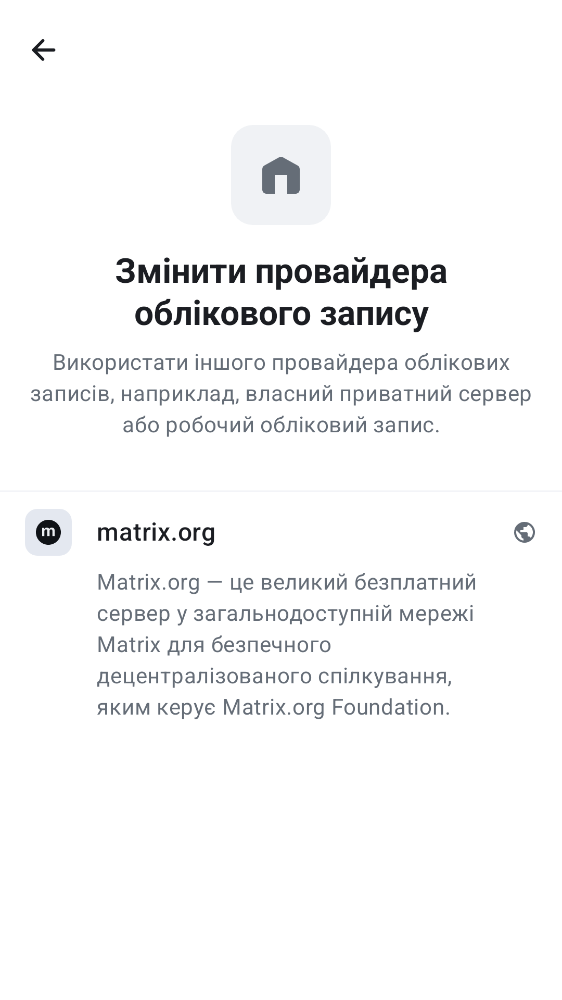 Змінити провайдера
облікового запису
Використати іншого провайдера облікових
записів, наприклад, власний приватний сервер
або робочий обліковий запис.
m
matrix.org
Matrix.org — це великий безплатний
сервер у загальнодоступній мережі
Matrix для безпечного
децентралізованого спілкування,
яким керує Matrix.org Foundation.